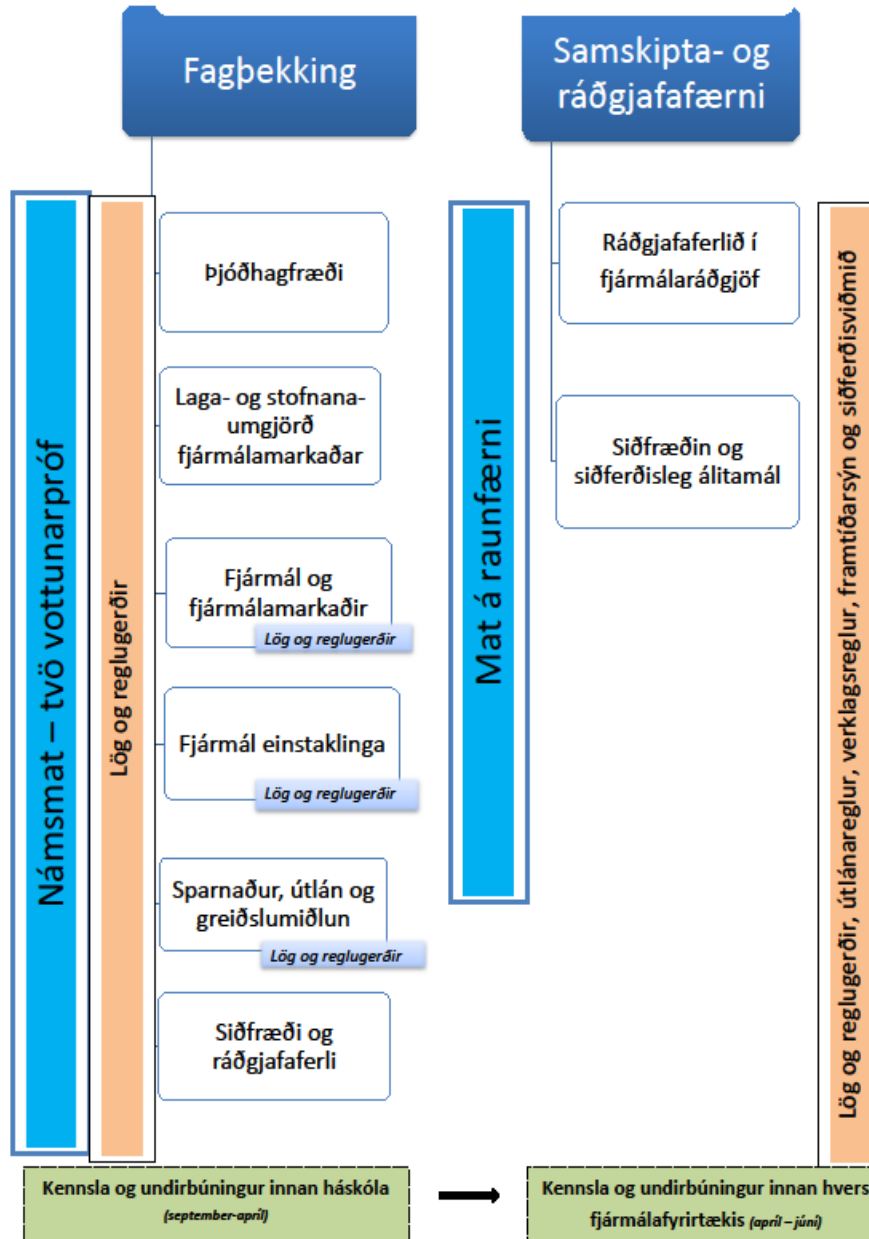 Fagþekking
Námsmat – tvö vottunarpróf
Lög og reglugerðir
Þjóðhagfræði
Laga- og stofnana-
umgjörð
fjármálamarkaðar
Fjármál og
fjármálamarkaðir
Lög og reglugerðir
Fjármál einstaklinga
Lög og reglugerðir
Sparnaður, útlán og
greiðslumiðlun
Lög og reglugerðir
Siðfræði og
ráðgjafaferli
Kennsla og undirbúningur innan háskóla
(september-apríl)
Samskipta- og
ráðgjafafærni
Mat á raunfærni
Ráðgjafaferlið í
fjármálaráðgjöf
Siðfræðin og
siðferðisleg álitamál
Lög og reglugerðir, útlánareglur, verklagsreglur, framtíðarsýn og siðferðisviðmið
Kennsla og undirbúningur innan hvers
fjármálafyrirtækis (apríl – júní)